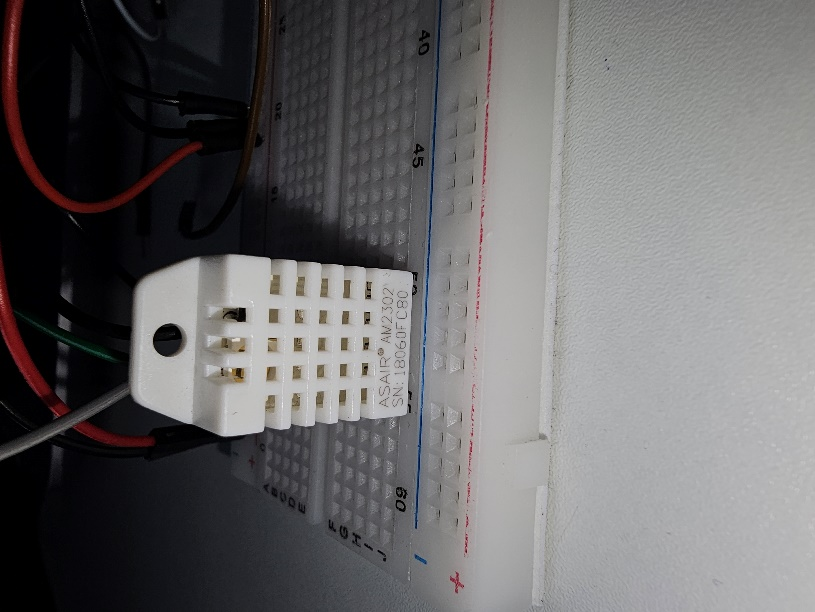 ASAIR® AM2302
SN: 18060FC80
40
45
60
A B C D E
F G H I J
+
−
+